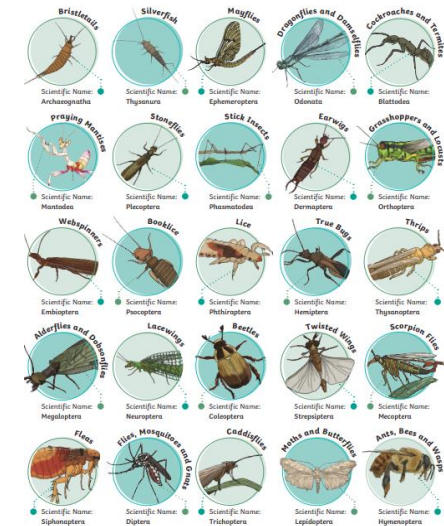 Bristletails
Silverfish
Mayflies
Dragonflies and Damselflies
Cockroaches and Termites
Scientific Name:
Archaeognatha
Scientific Name:
Thysanura
Scientific Name:
Ephemeroptera
Scientific Name:
Odonata
Scientific Name:
Blattodea
Praying Mantises
Stoneflies
Stick Insects
Earwigs
Grasshoppers and Locusts
Scientific Name:
Mantodea
Scientific Name:
Plecoptera
Scientific Name:
Phasmatodea
Scientific Name:
Dermaptera
Scientific Name:
Orthoptera
Webspinners
Booklice
Lice
True Bugs
Thrips
Scientific Name:
Embioptera
Scientific Name:
Psocoptera
Scientific Name:
Phthiraptera
Scientific Name:
Hemiptera
Scientific Name:
Thysanoptera
Alderflies and Dobsonflies
Lacewings
Beetles
Twisted Wings
Scorpion Flies
Scientific Name:
Megaloptera
Scientific Name:
Neuroptera
Scientific Name:
Coleoptera
Scientific Name:
Strepsiptera
Scientific Name:
Mecoptera
Fleas
Flies, Mosquitoes and Gnats
Caddisflies
Moths and Butterflies
Ants, Bees and Wasps
Scientific Name:
Siphonaptera
Scientific Name:
Diptera
Scientific Name:
Trichoptera
Scientific Name:
Lepidoptera
Scientific Name:
Hymenoptera